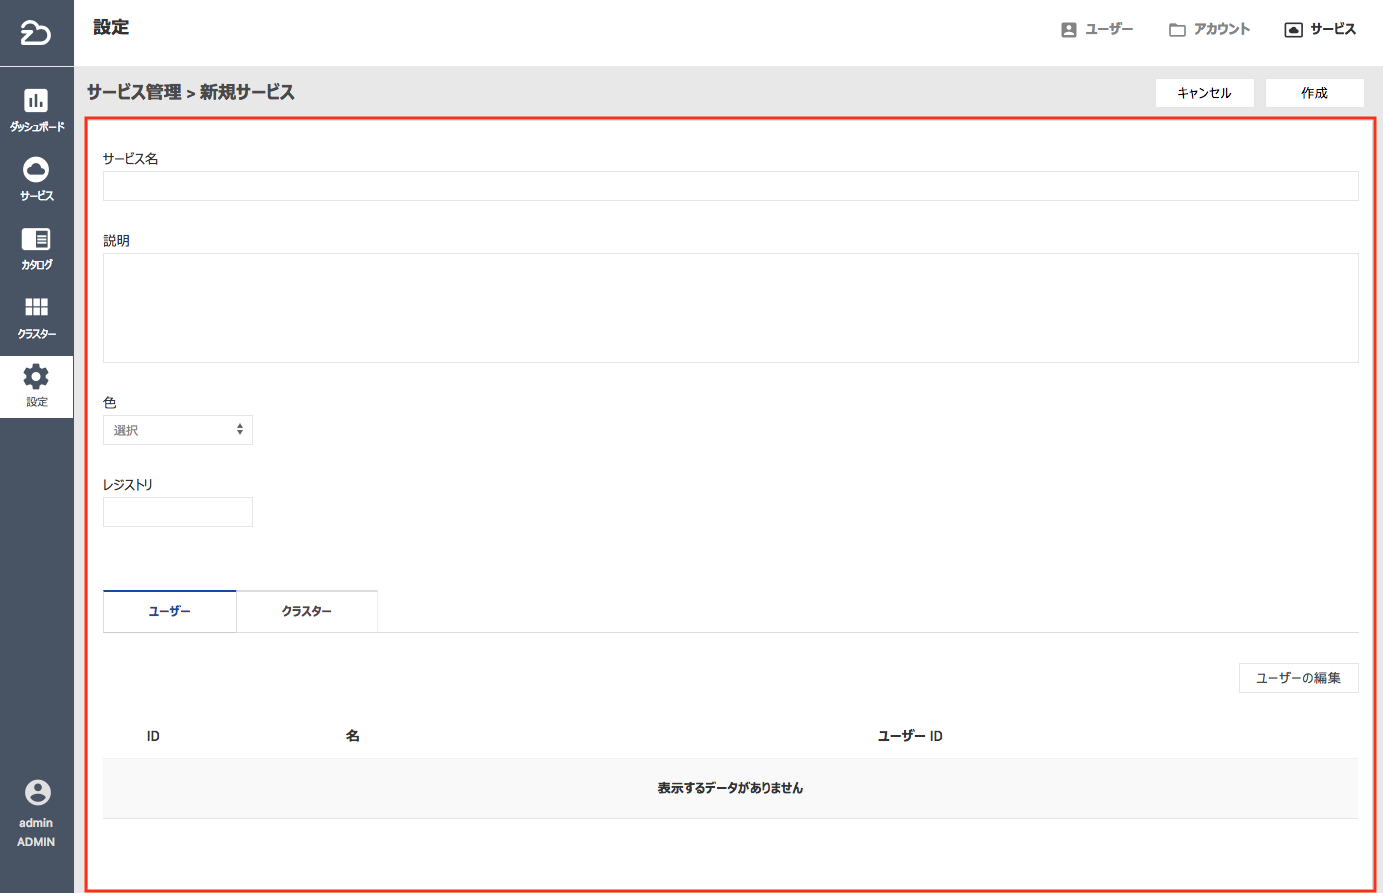 設定
ユーザー
アカウント
サービス
ダッシュボード
サービス
カタログ
クラスター
設定
admin
ADMIN
サービス管理 > 新規サービス
キャンセル
作成
サービス名
説明
色
選択
レジストリ
ユーザー
クラスター
ユーザーの編集
ID 名 ユーザー ID
表示するデータがありません